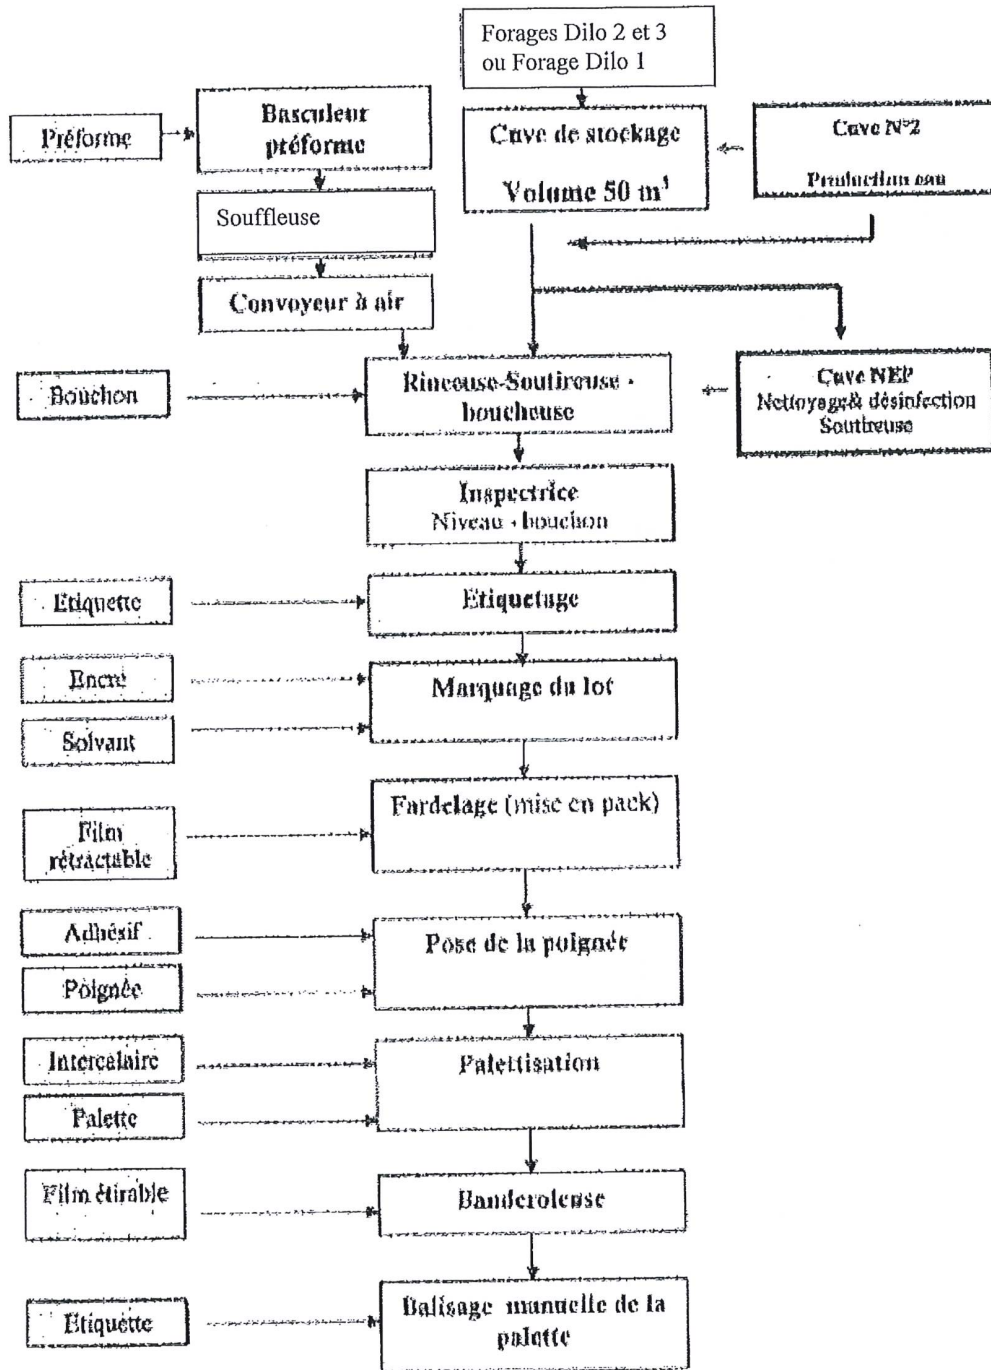 Forages Dilo 2 et 3
ou Forage Dilo 1
Préforme
Basculeur
préforme
Cuve de stockage
Volume 50 m³
Cuve N°2
Production eau
Souffleuse
Convoyeur à air
Bouchon
Rinceuse-Soutireuse -
boucheuse
Cuve NEP
Nettoyage& désinfection
Soutireuse
Inspectrice
Niveau - bouchon
Etiquette
Etiquetage
Encre
Marquage du lot
Solvant
Film
rétractable
Fardelage (mise en pack)
Adhésif
Pose de la poignée
Poignée
Intercalaire
Palettisation
Palette
Film étirable
Banderoleuse
Etiquette
Balisage manuelle de la
palette